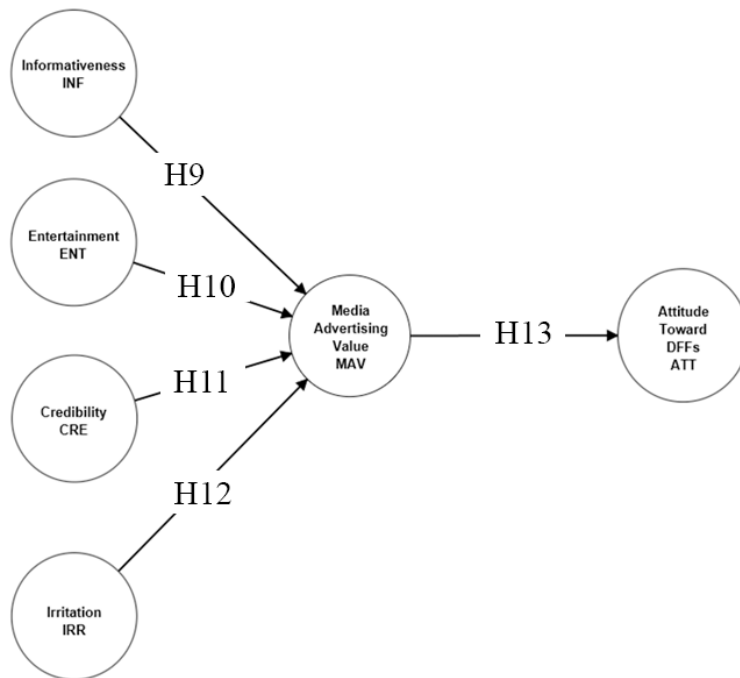 Informativeness
INF
H9
Entertainment
ENT
H10
Media
Advertising
Value
MAV
H13
Attitude
Toward
DFFs
ATT
H11
Credibility
CRE
H12
Irritation
IRR